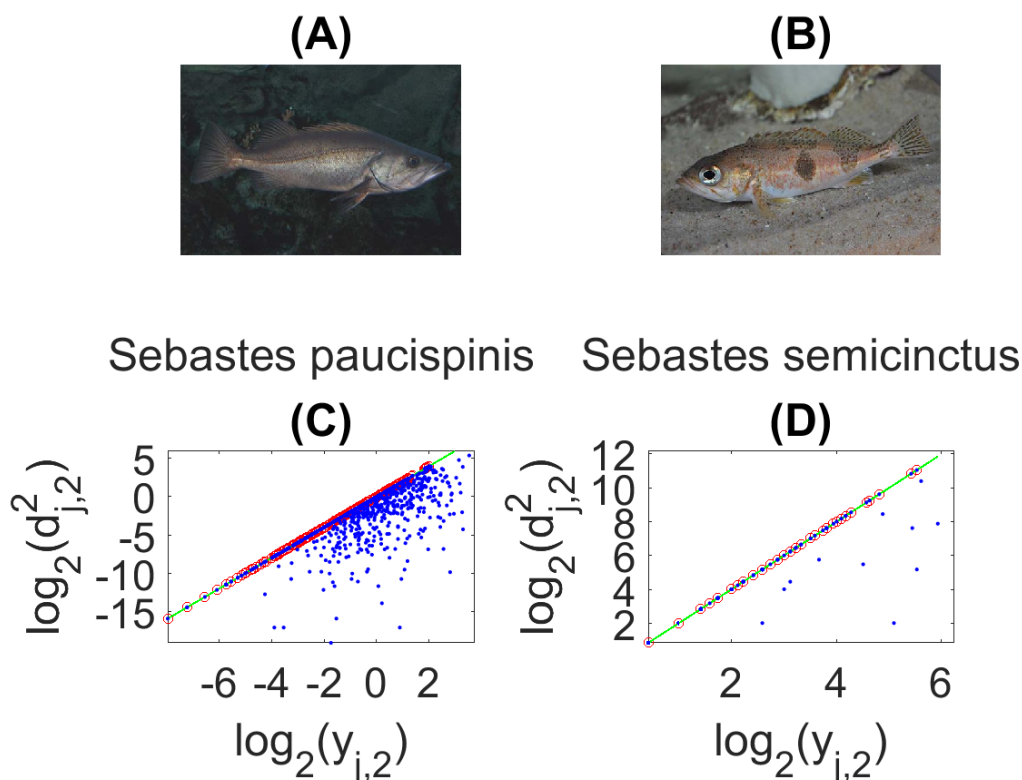 (A) (B)
Sebastes paucispinis Sebastes semicinctus
(C) (D)
log₂(d²ⱼ,₂)
5
0
-5
-10
-15
-6 -4 -2 0 2
log₂(yⱼ,₂)
log₂(d²ⱼ,₂)
12
10
8
6
4
2
2 4 6
log₂(yⱼ,₂)